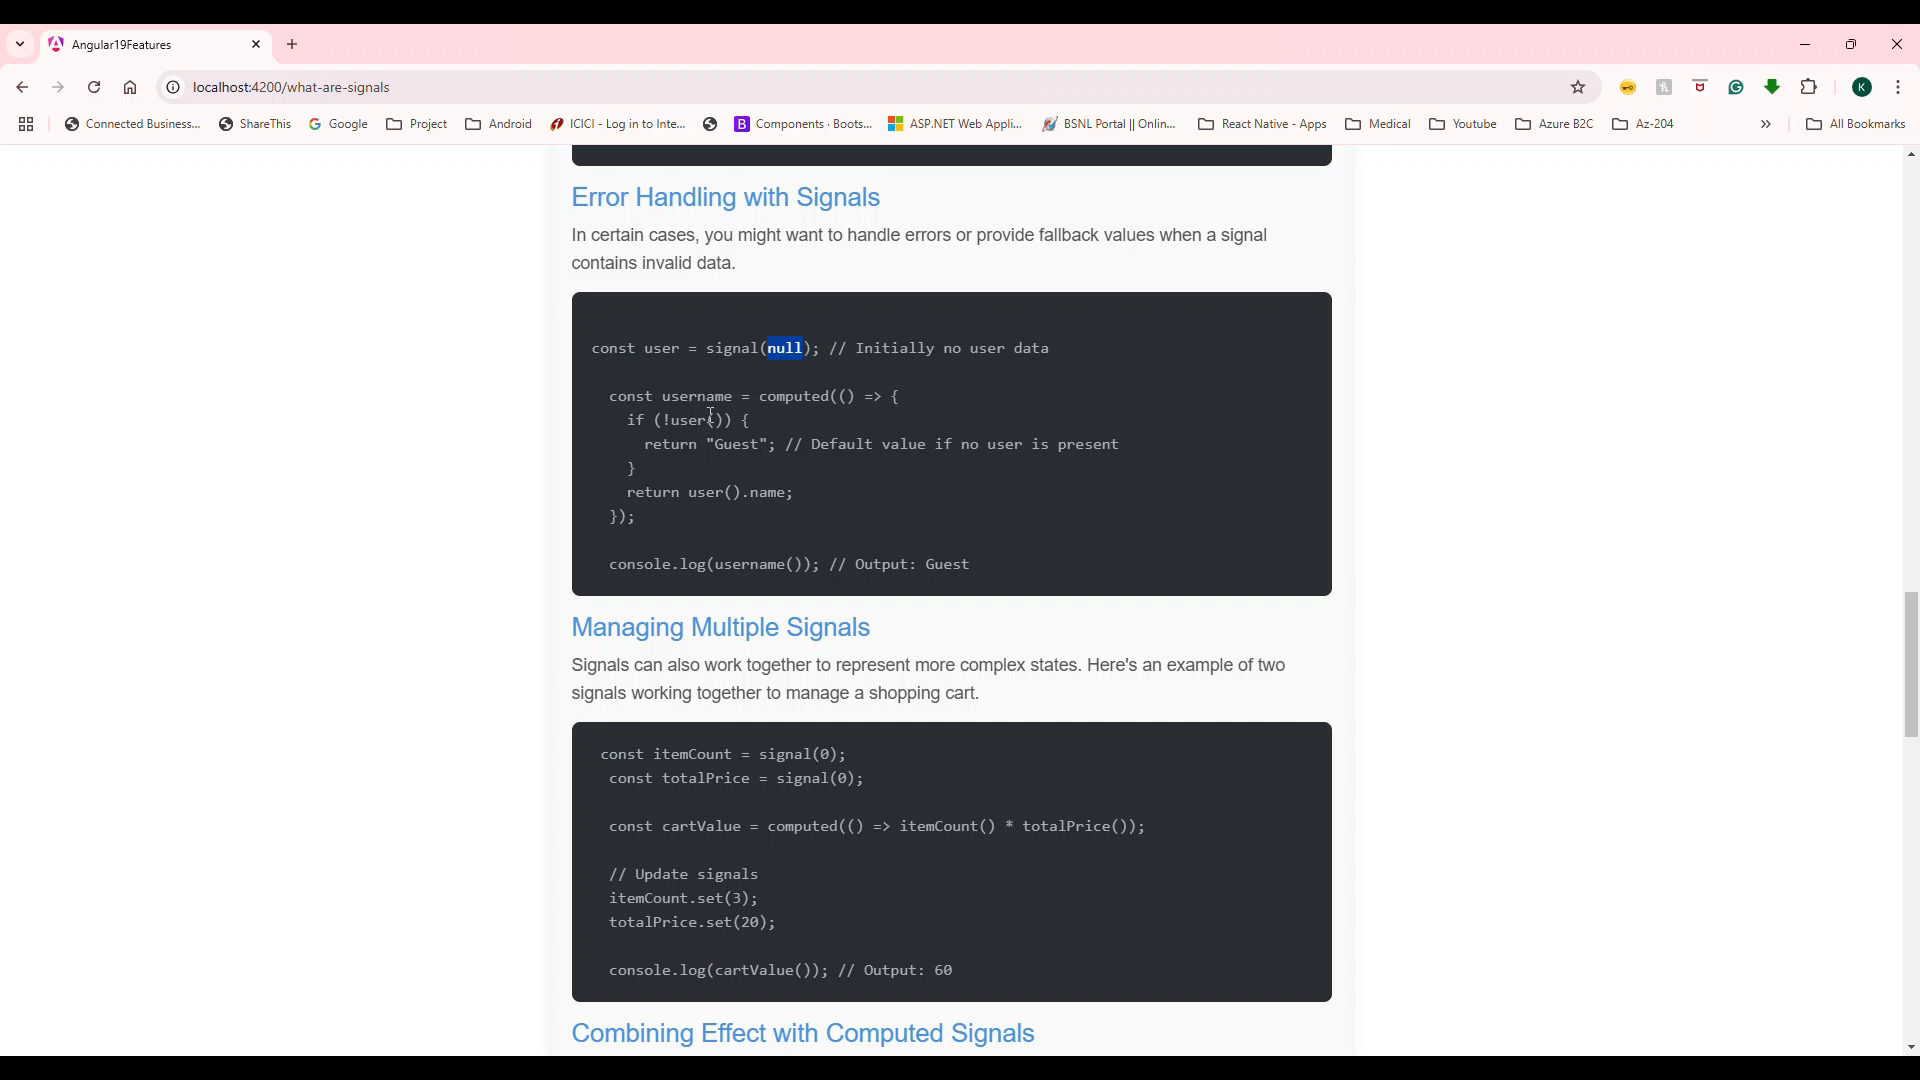 Angular19Features
localhost:4200/what-are-signals
K
Connected Business...
ShareThis
Google
Project
Android
ICICI - Log in to Inte...
Components · Boots...
ASP.NET Web Appli...
BSNL Portal || Onlin...
React Native - Apps
Medical
Youtube
Azure B2C
Az-204
All Bookmarks
Error Handling with Signals
In certain cases, you might want to handle errors or provide fallback values when a signal
contains invalid data.
const user = signal(null); // Initially no user data
const username = computed(() => {
if (!user()) {
return "Guest"; // Default value if no user is present
}
return user().name;
});
console.log(username()); // Output: Guest
Managing Multiple Signals
Signals can also work together to represent more complex states. Here's an example of two
signals working together to manage a shopping cart.
const itemCount = signal(0);
const totalPrice = signal(0);
const cartValue = computed(() => itemCount() * totalPrice());
// Update signals
itemCount.set(3);
totalPrice.set(20);
console.log(cartValue()); // Output: 60
Combining Effect with Computed Signals